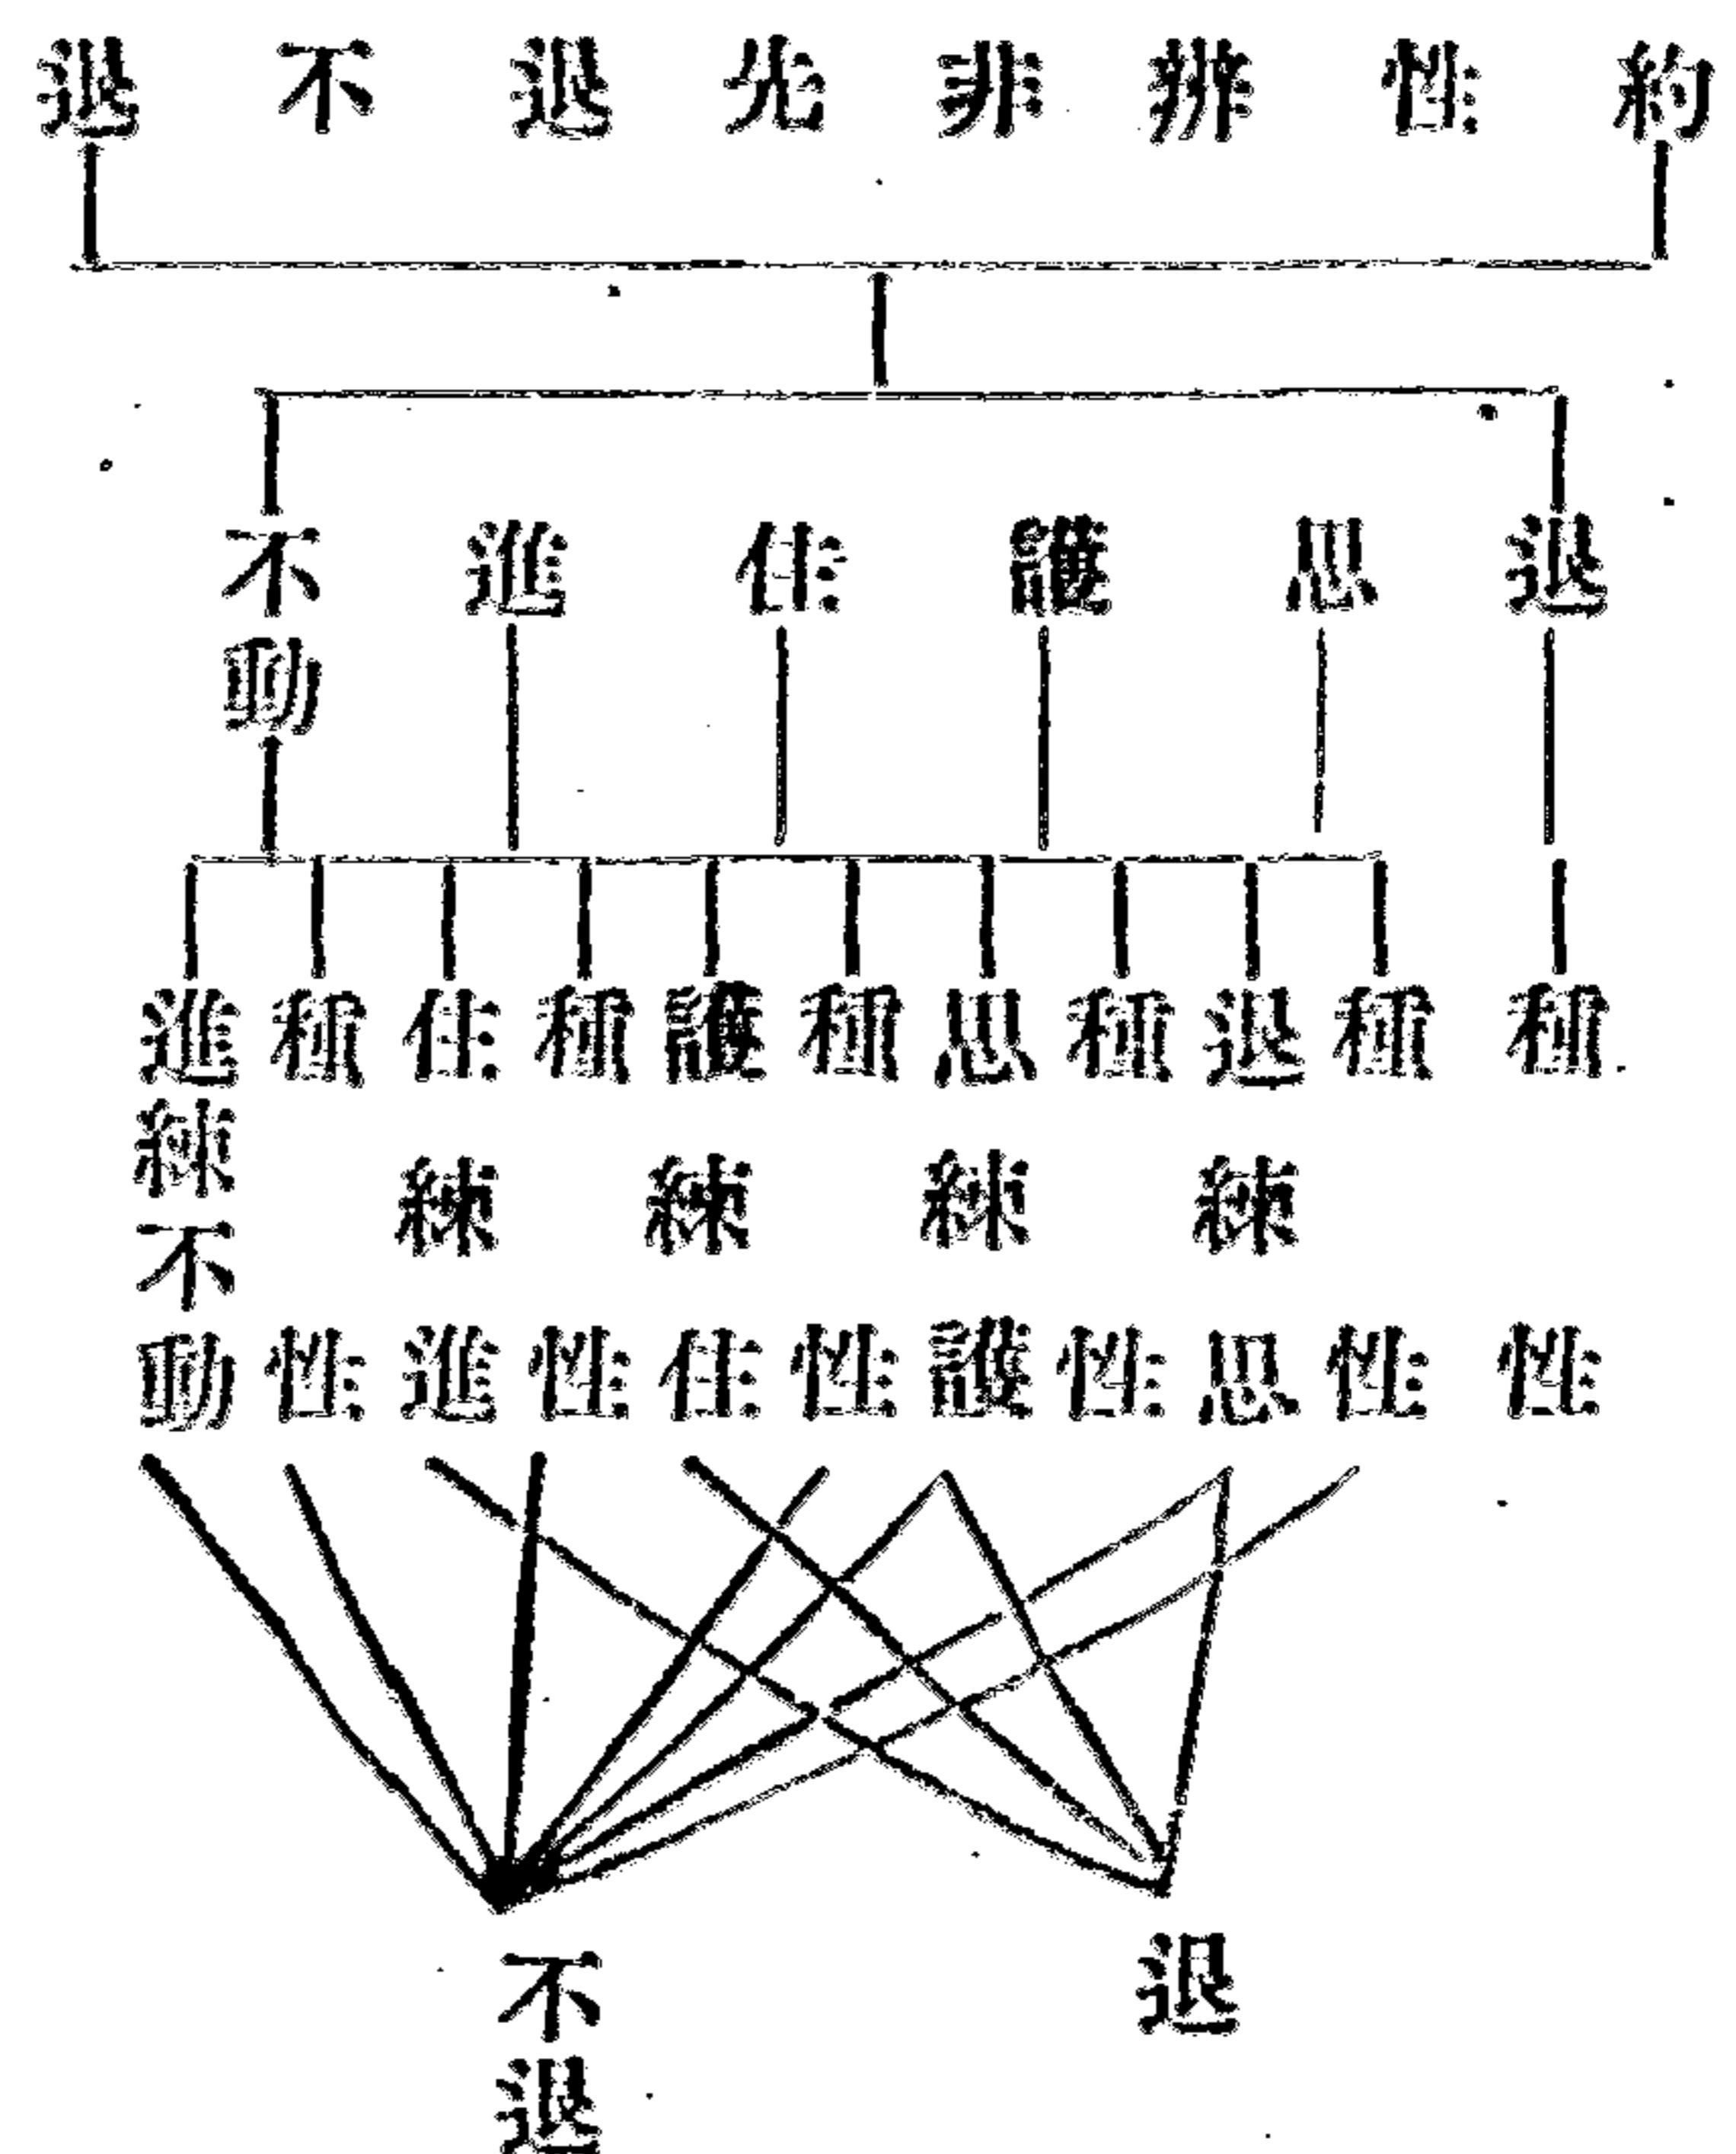 約性辨非先退不退
退
思
護
住
進
不動
種性
種性
退練思
種性
思練護
種性
護練住
種性
住練進
種性
進練不動
退
不退